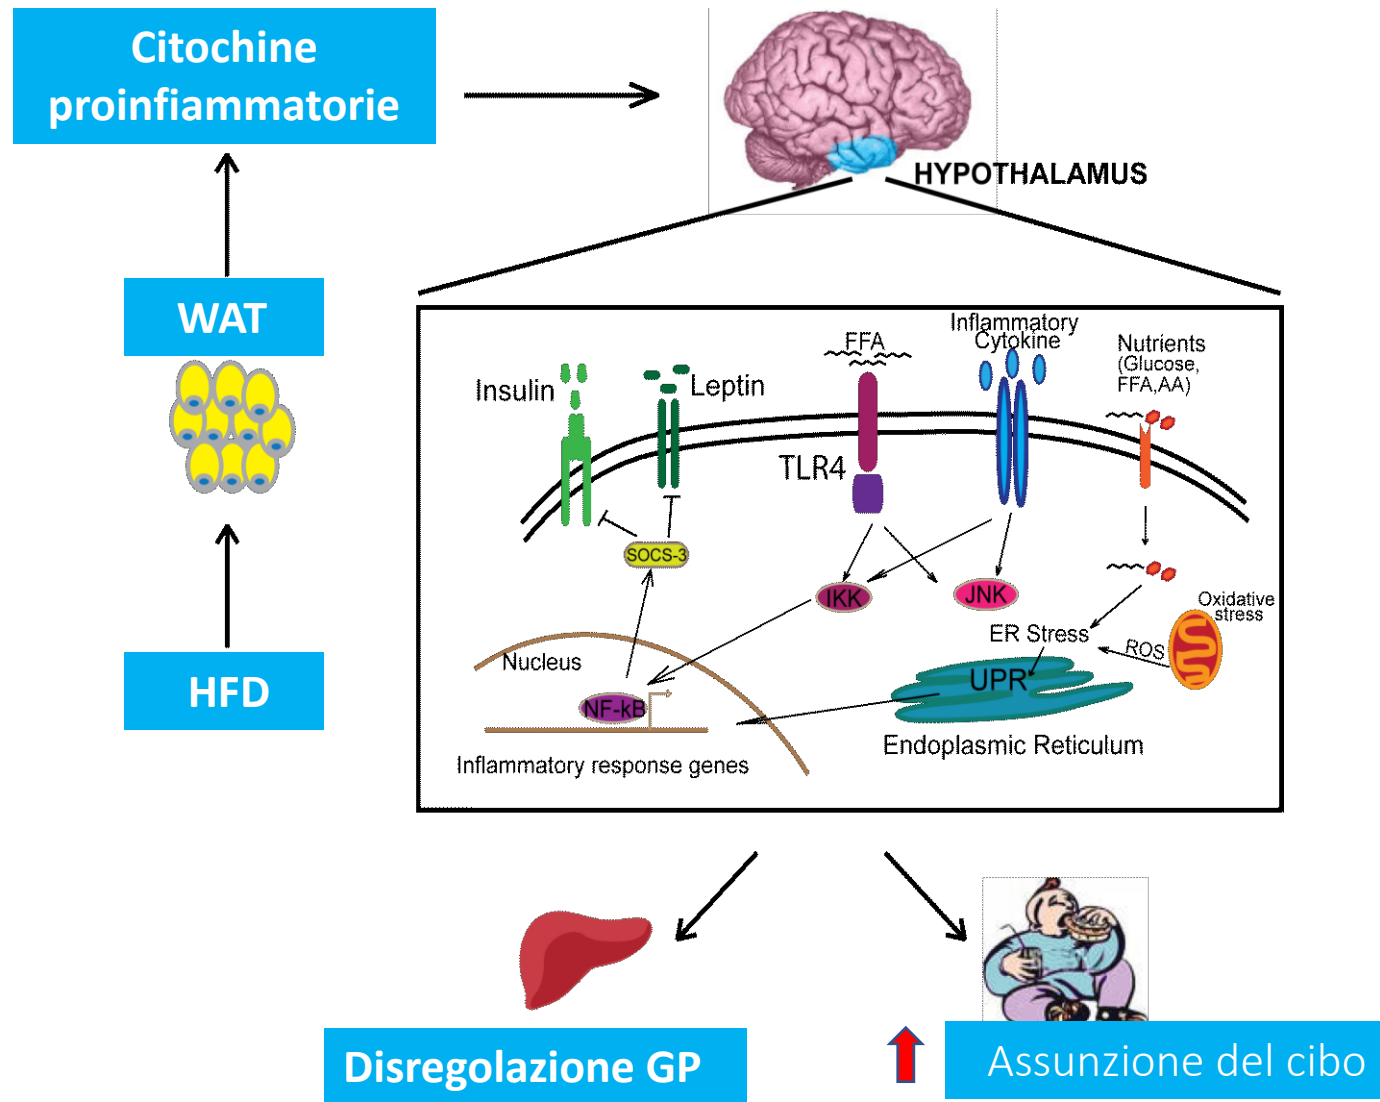 Citochine
proinfiammatorie
HYPOTHALAMUS
WAT
HFD
Insulin
Leptin
FFA
Inflammatory
Cytokine
Nutrients
(Glucose,
FFA,AA)
TLR4
SOCS-3
IKK
JNK
Oxidative
stress
ER Stress
ROS
Nucleus
UPR
NF-kB
Endoplasmic Reticulum
Inflammatory response genes
Disregolazione GP
Assunzione del cibo